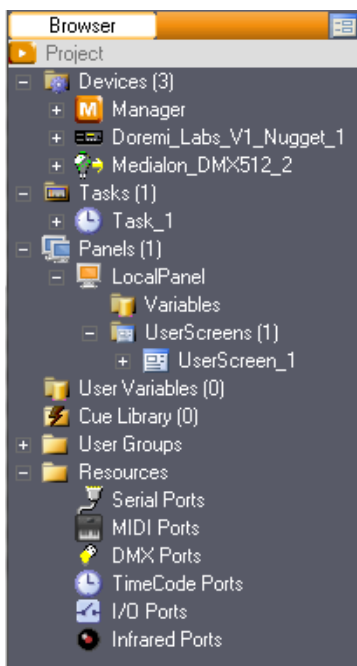 Browser
Project
Devices (3)
M Manager
Doremi_Labs_V1_Nugget_1
Medialon_DMX512_2
Tasks (1)
Task_1
Panels (1)
LocalPanel
Variables
UserScreens (1)
UserScreen_1
User Variables (0)
Cue Library (0)
User Groups
Resources
Serial Ports
MIDI Ports
DMX Ports
TimeCode Ports
I/O Ports
Infrared Ports